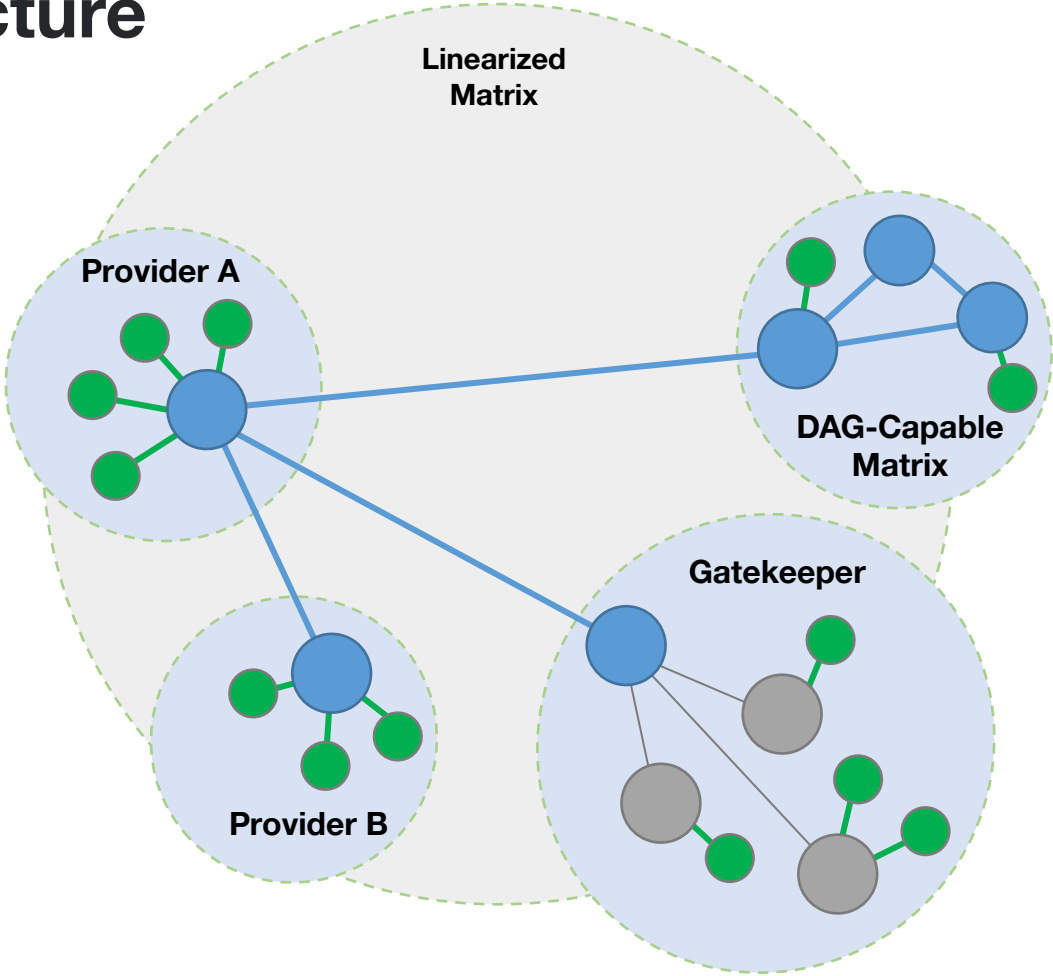 cture
Linearized
Matrix
Provider A
DAG-Capable
Matrix
Gatekeeper
Provider B